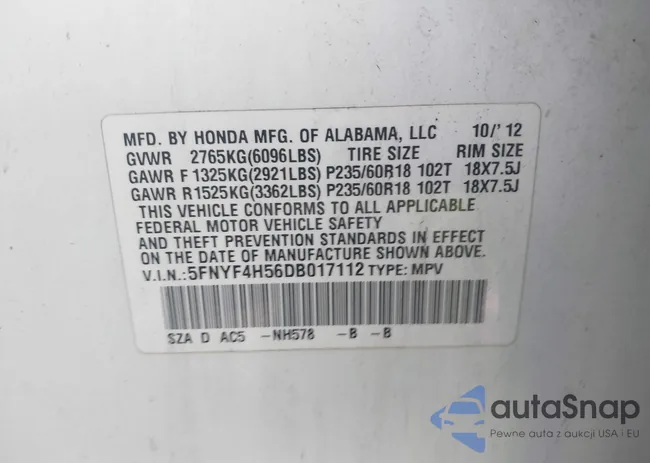 MFD. BY HONDA MFG. OF ALABAMA, LLC 10/'12
GVWR 2765KG(6096LBS) TIRE SIZE RIM SIZE
GAWR F 1325KG(2921LBS) P235/60R18 102T 18X7.5J
GAWR R 1525KG(3362LBS) P235/60R18 102T 18X7.5J
THIS VEHICLE CONFORMS TO ALL APPLICABLE
FEDERAL MOTOR VEHICLE SAFETY
AND THEFT PREVENTION STANDARDS IN EFFECT
ON THE DATE OF MANUFACTURE SHOWN ABOVE.
V.I.N.:5FNYF4H56DB017112 TYPE: MPV
SZA D AC5 -NH578 -B -B
autaSnap
Pewne auta z aukcji USA i EU